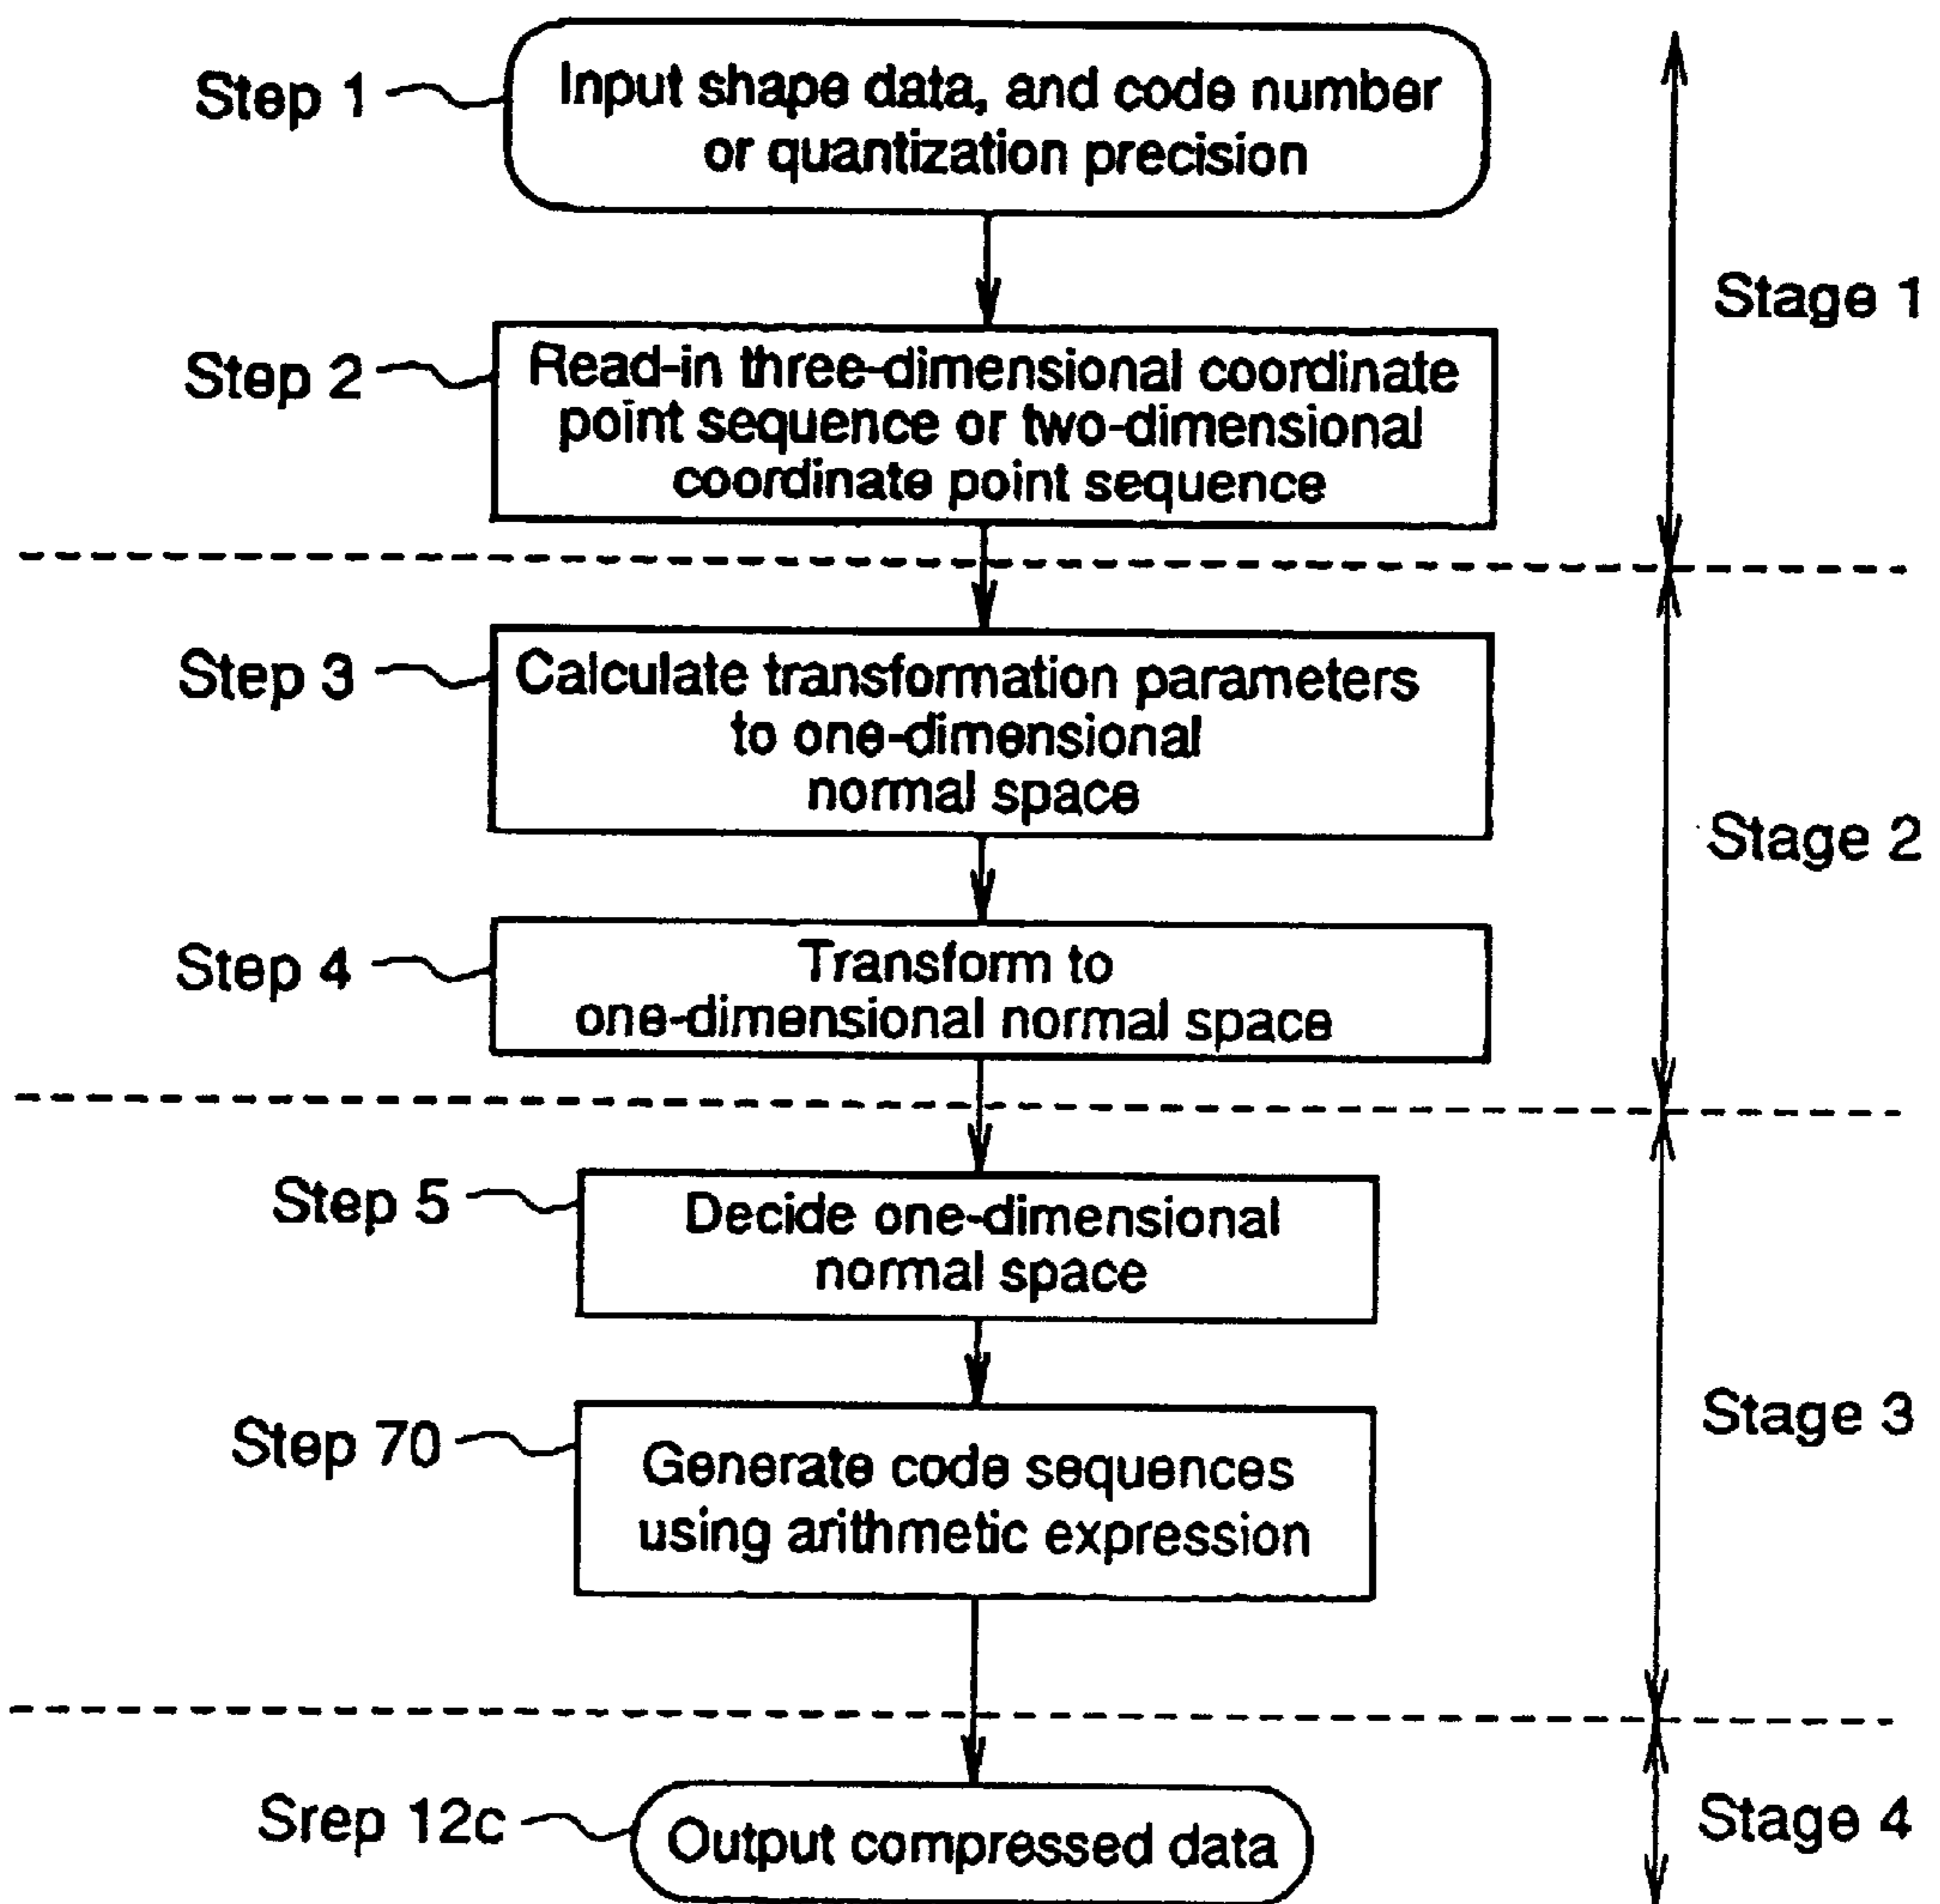 Step 1
Input shape data, and code number
or quantization precision
Stage 1
Step 2
Read-in three-dimensional coordinate
point sequence or two-dimensional
coordinate point sequence
Step 3
Calculate transformation parameters
to one-dimensional
normal space
Stage 2
Step 4
Transform to
one-dimensional normal space
Step 5
Decide one-dimensional
normal space
Stage 3
Step 70
Generate code sequences
using arithmetic expression
Srep 12c
Output compressed data
Stage 4